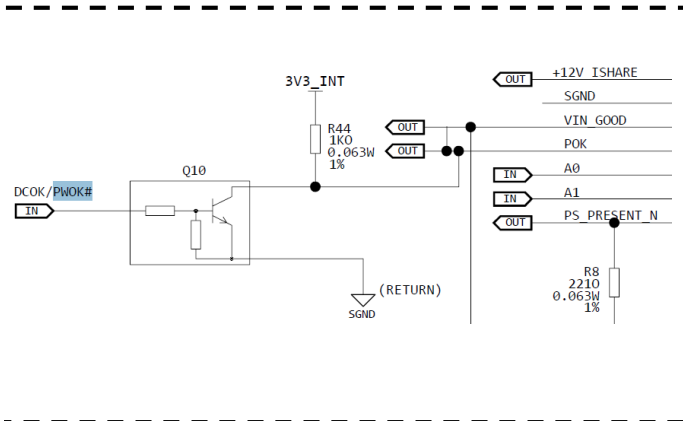 +12V_ISHARE
OUT
SGND
3V3_INT
VIN_GOOD
OUT
R44
1K0
0.063W
1%
POK
OUT
A0
IN
Q10
DCOK/PWOK#
IN
A1
IN
PS_PRESENT_N
OUT
R8
2210
0.063W
1%
(RETURN)
SGND